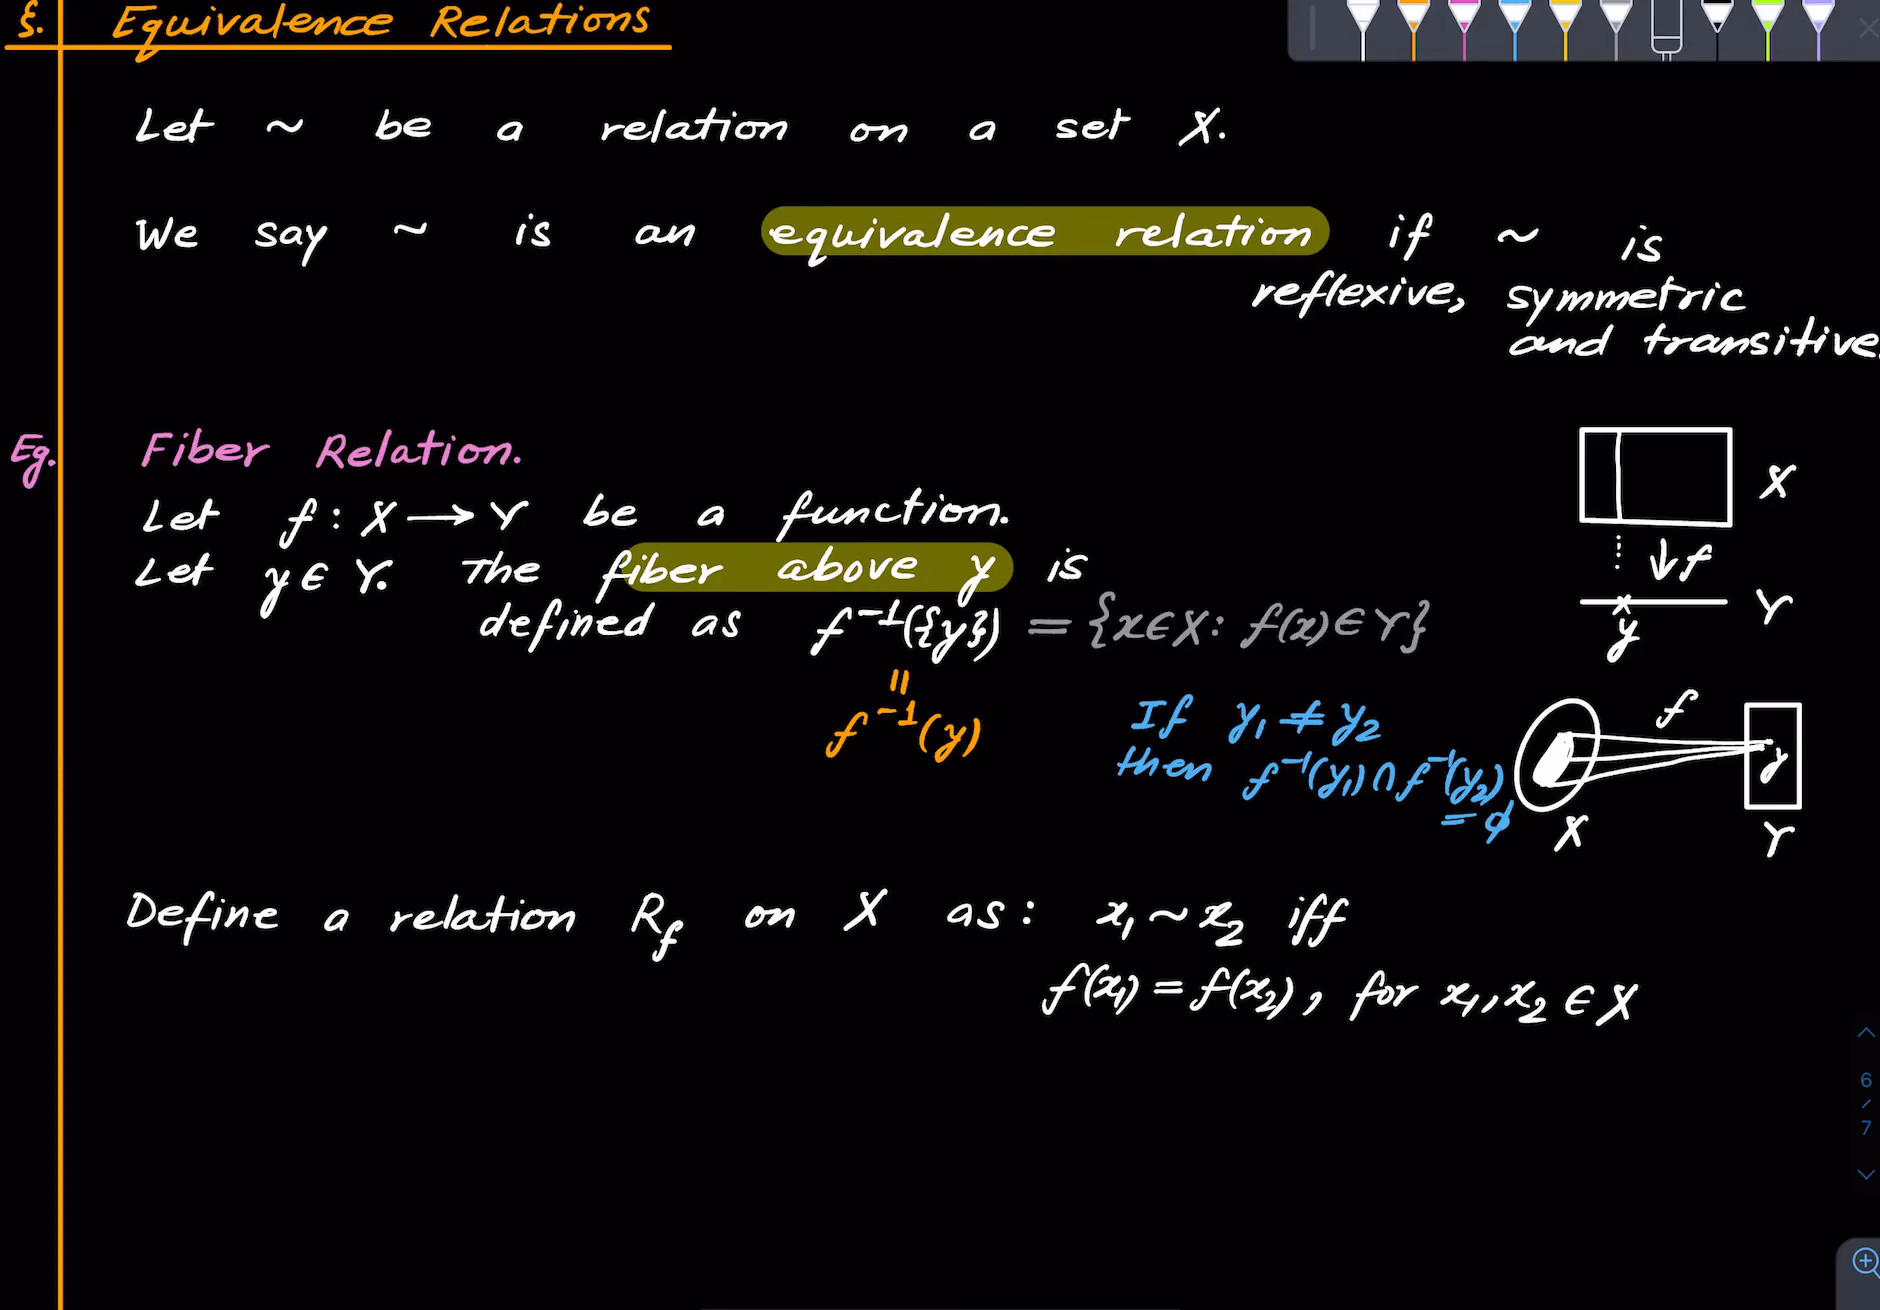 §. Equivalence Relations
Let ~ be a relation on a set X.
We say ~ is an equivalence relation if ~ is
reflexive, symmetric
and transitive.
Eg. Fiber Relation.
Let f : X → Y be a function.
Let y ∈ Y. The fiber above y is
defined as f⁻¹({y}) = {x∈X: f(x)∈Y}
=
f⁻¹(y)
X
f
Y
y
If y₁ ≠ y₂
then f⁻¹(y₁) ∩ f⁻¹(y₂)
= φ
f
y
X
Y
Define a relation R_f on X as: x₁ ~ x₂ iff
f(x₁) = f(x₂), for x₁, x₂ ∈ X
6
/
7